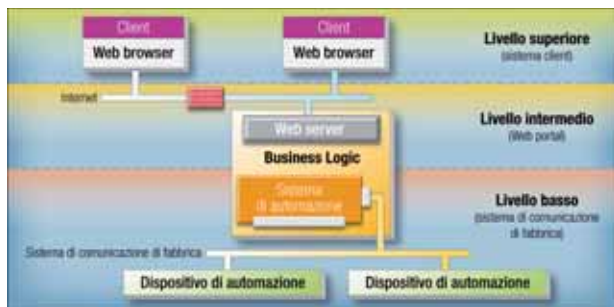 Client
Web browser
Client
Web browser
Livello superiore
(sistema client)
Internet
Web server
Livello intermedio
(Web portal)
Business Logic
Sistema
di automazione
Livello basso
(sistema di comunicazione
di fabbrica)
Sistema di comunicazione di fabbrica
Dispositivo di automazione
Dispositivo di automazione